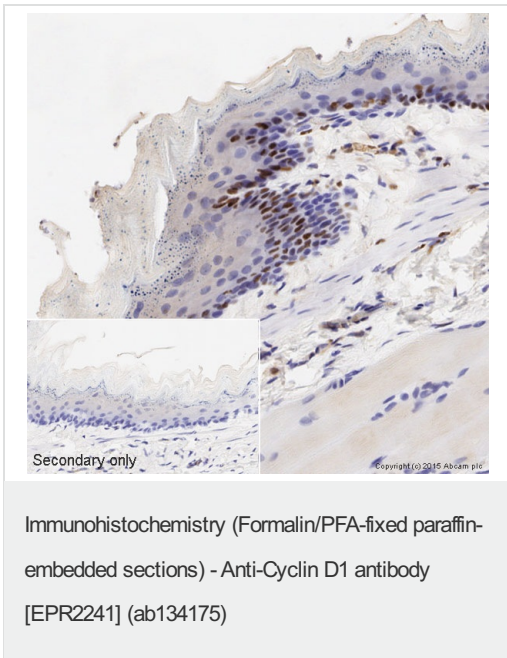 Secondary only
Copyright (c) 2015 Abcam plc
Immunohistochemistry (Formalin/PFA-fixed paraffin-
embedded sections) - Anti-Cyclin D1 antibody
[EPR2241] (ab134175)